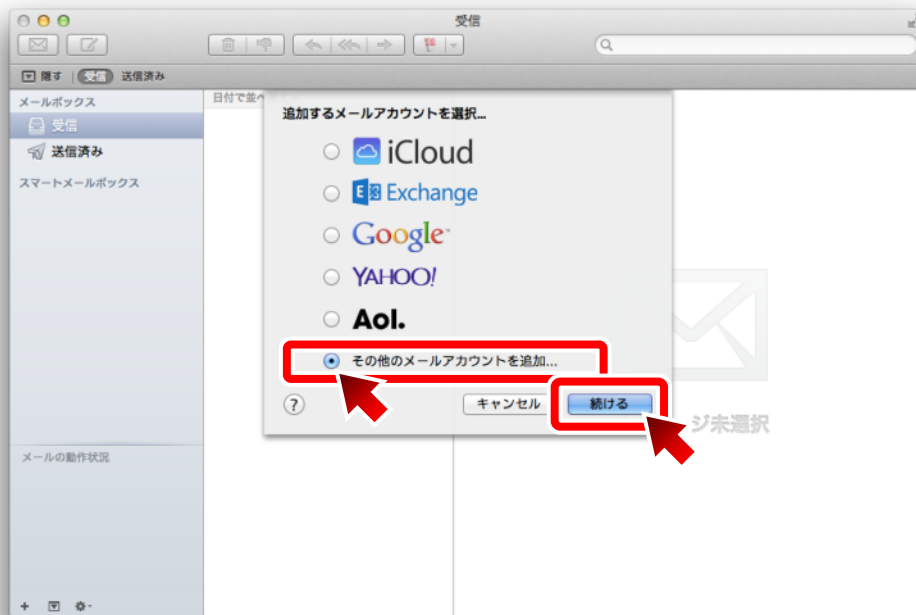 受信
隠す | 受信 送信済み
メールボックス
受信
送信済み
スマートメールボックス
日付で並べ
追加するメールアカウントを選択...
iCloud
Exchange
Google
YAHOO!
Aol.
その他のメールアカウントを追加...
?
キャンセル
続ける
ジ未選択
メールの動作状況